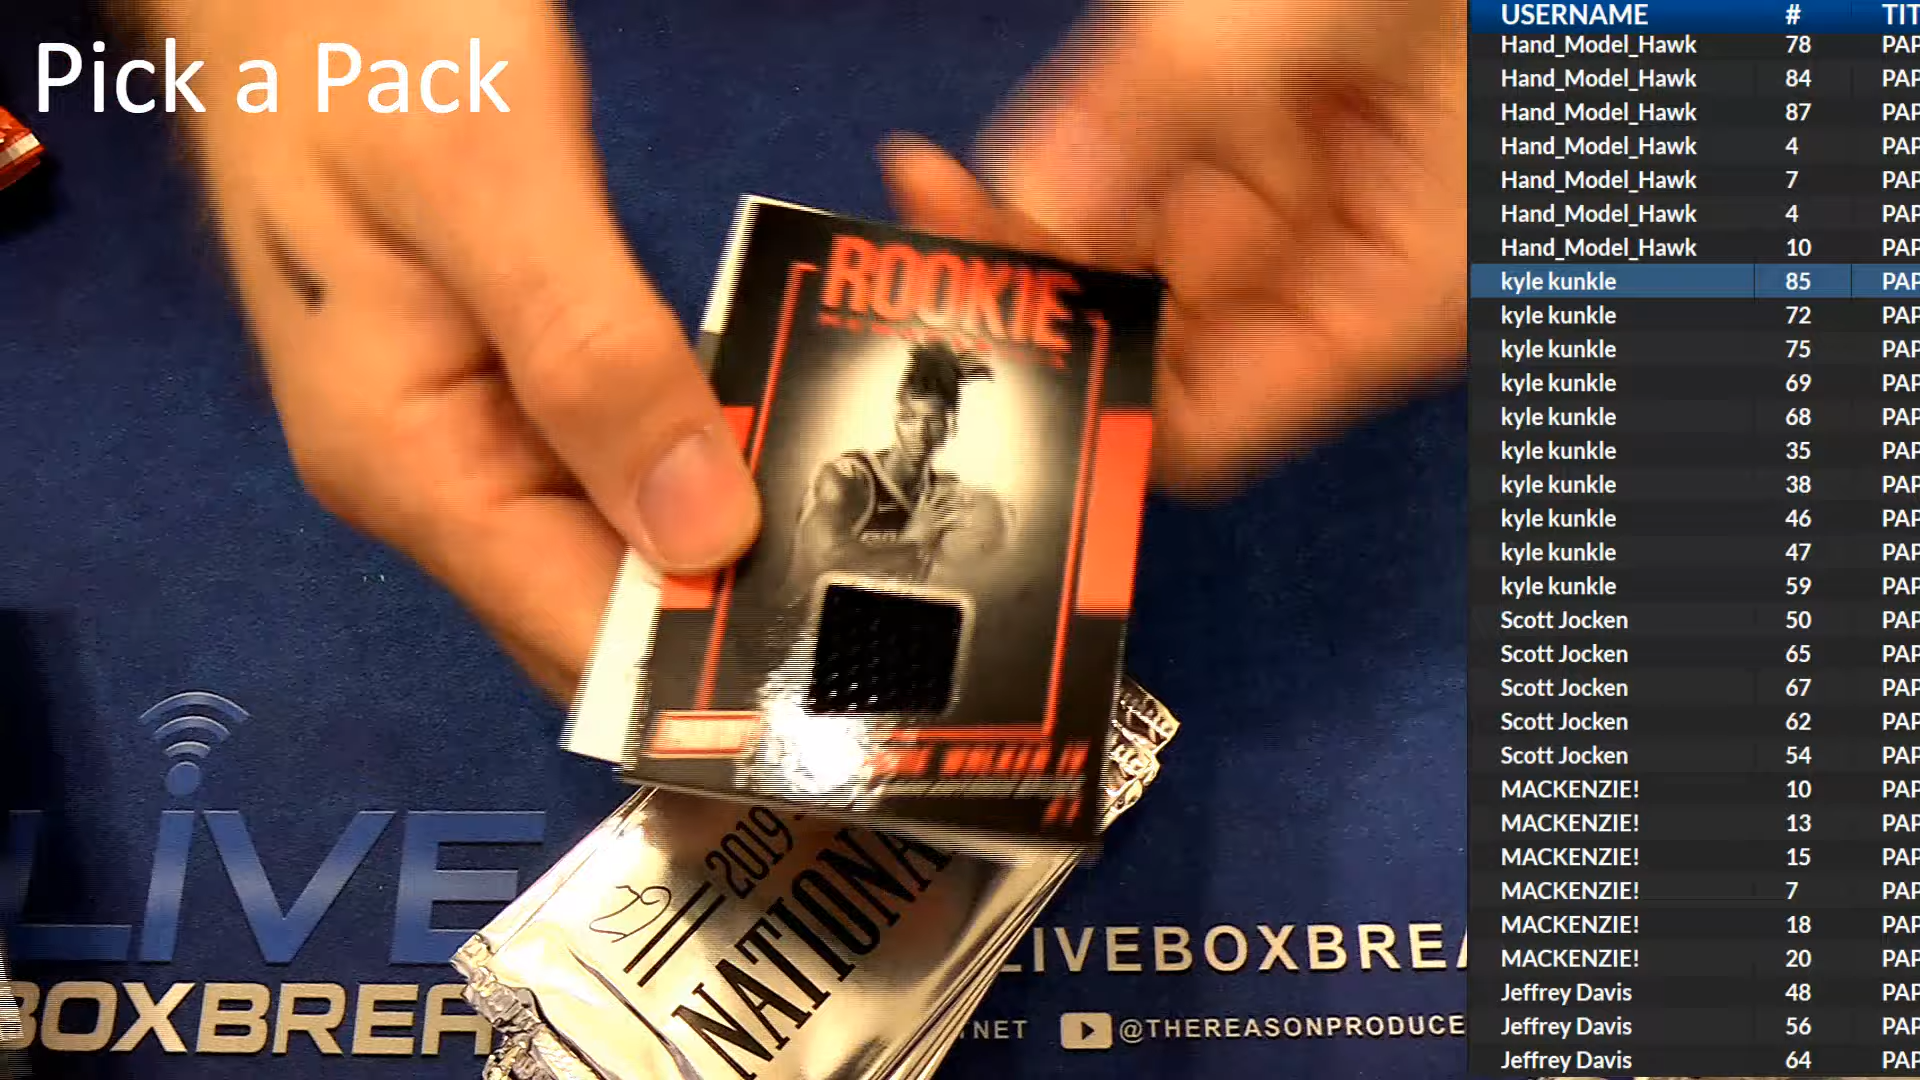 Pick a Pack
ROOKIE
WALKER IV
2019
NATIONA
LiVE
BOXBREA
LIVEBOXBREA
NET
@THEREASONPRODUCE
USERNAME # TIT
Hand_Model_Hawk 78 PAP
Hand_Model_Hawk 84 PAP
Hand_Model_Hawk 87 PAP
Hand_Model_Hawk 4 PAP
Hand_Model_Hawk 7 PAP
Hand_Model_Hawk 4 PAP
Hand_Model_Hawk 10 PAP
kyle kunkle 85 PAP
kyle kunkle 72 PAP
kyle kunkle 75 PAP
kyle kunkle 69 PAP
kyle kunkle 68 PAP
kyle kunkle 35 PAP
kyle kunkle 38 PAP
kyle kunkle 46 PAP
kyle kunkle 47 PAP
kyle kunkle 59 PAP
Scott Jocken 50 PAP
Scott Jocken 65 PAP
Scott Jocken 67 PAP
Scott Jocken 62 PAP
Scott Jocken 54 PAP
MACKENZIE! 10 PAP
MACKENZIE! 13 PAP
MACKENZIE! 15 PAP
MACKENZIE! 7 PAP
MACKENZIE! 18 PAP
MACKENZIE! 20 PAP
Jeffrey Davis 48 PAP
Jeffrey Davis 56 PAP
Jeffrey Davis 64 PAP